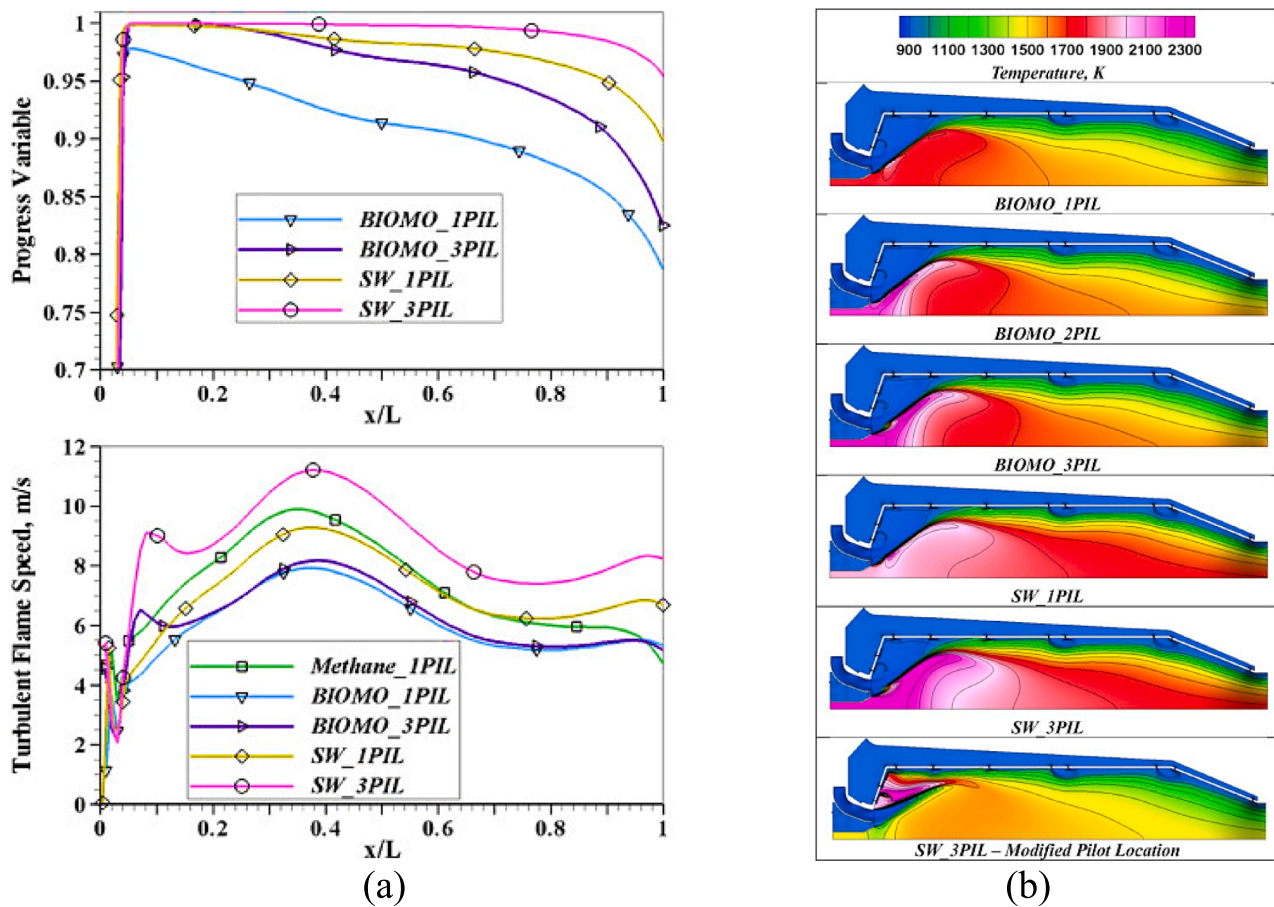 1
0.95
0.9
0.85
0.8
0.75
0.7
Progress Variable
BIOMO_1PIL
BIOMO_3PIL
SW_1PIL
SW_3PIL
0 0.2 0.4 0.6 0.8 1
x/L
12
10
8
6
4
2
0
Turbulent Flame Speed, m/s
Methane_1PIL
BIOMO_1PIL
BIOMO_3PIL
SW_1PIL
SW_3PIL
0 0.2 0.4 0.6 0.8 1
x/L
(a)
900 1100 1300 1500 1700 1900 2100 2300
Temperature, K
BIOMO_1PIL
BIOMO_2PIL
BIOMO_3PIL
SW_1PIL
SW_3PIL
SW_3PIL – Modified Pilot Location
(b)